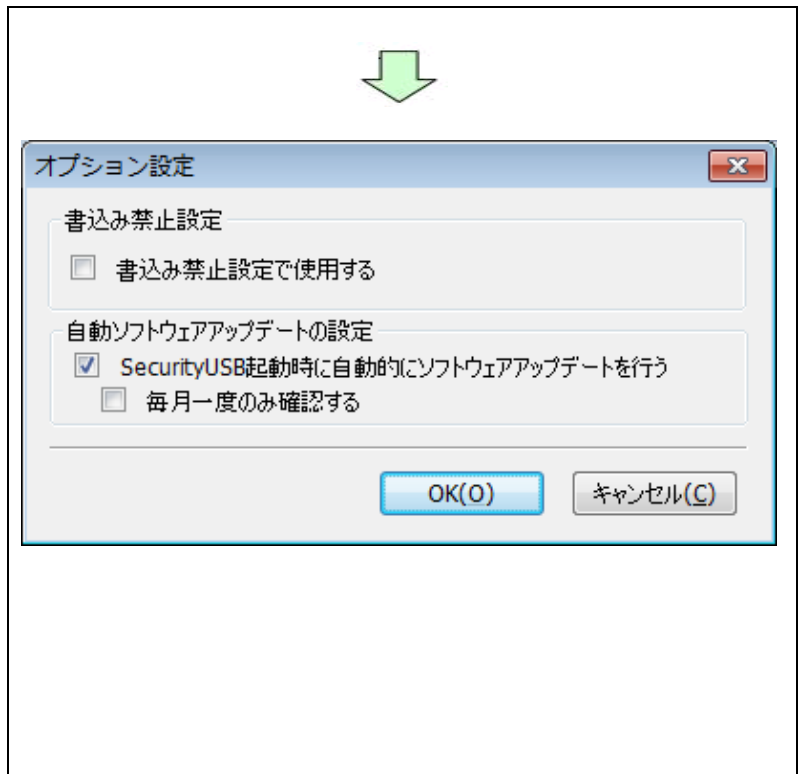 オプション設定
書込み禁止設定
書込み禁止設定で使用する
自動ソフトウェアアップデートの設定
SecurityUSB起動時に自動的にソフトウェアアップデートを行う
毎月一度のみ確認する
OK(O) キャンセル(C)